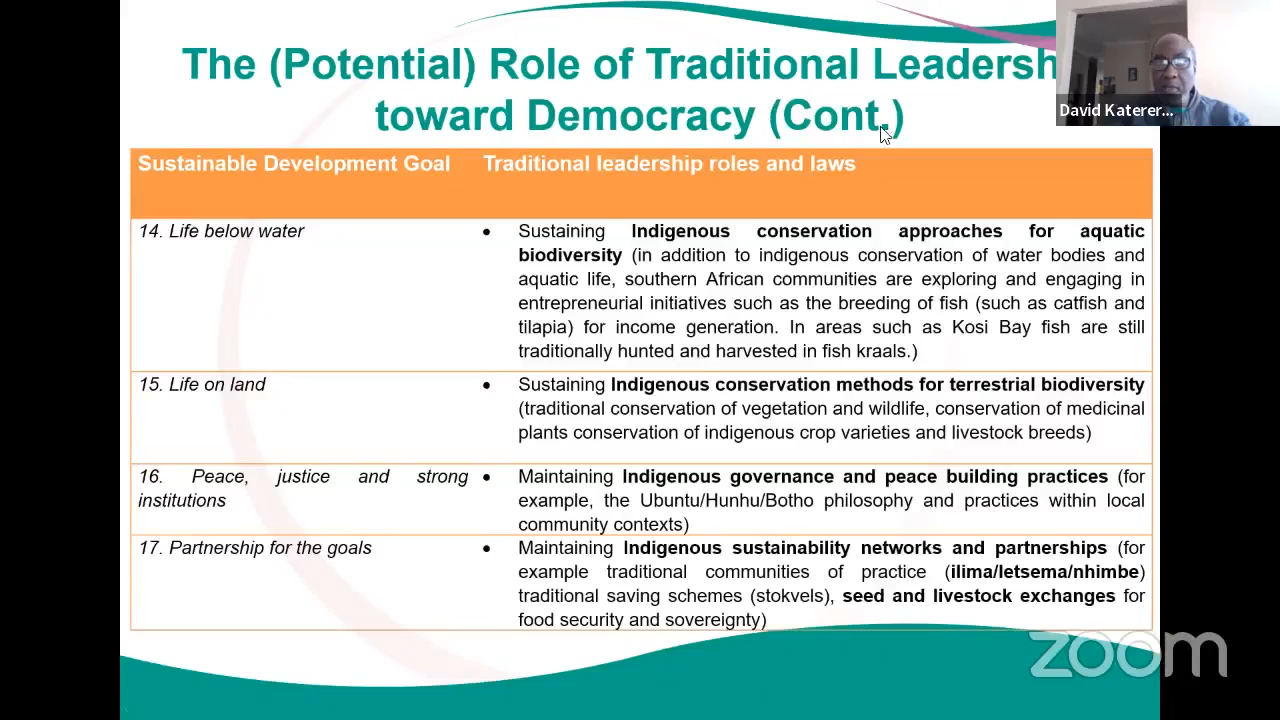 The (Potential) Role of Traditional Leadersh
toward Democracy (Cont.)
David Katerer...
Sustainable Development Goal Traditional leadership roles and laws
14. Life below water
• Sustaining Indigenous conservation approaches for aquatic
biodiversity (in addition to indigenous conservation of water bodies and
aquatic life, southern African communities are exploring and engaging in
entrepreneurial initiatives such as the breeding of fish (such as catfish and
tilapia) for income generation. In areas such as Kosi Bay fish are still
traditionally hunted and harvested in fish kraals.)
15. Life on land
• Sustaining Indigenous conservation methods for terrestrial biodiversity
(traditional conservation of vegetation and wildlife, conservation of medicinal
plants conservation of indigenous crop varieties and livestock breeds)
16. Peace, justice and strong
institutions
• Maintaining Indigenous governance and peace building practices (for
example, the Ubuntu/Hunhu/Botho philosophy and practices within local
community contexts)
17. Partnership for the goals
• Maintaining Indigenous sustainability networks and partnerships (for
example traditional communities of practice (ilima/letsema/nhimbe)
traditional saving schemes (stokvels), seed and livestock exchanges for
food security and sovereignty)
zoom